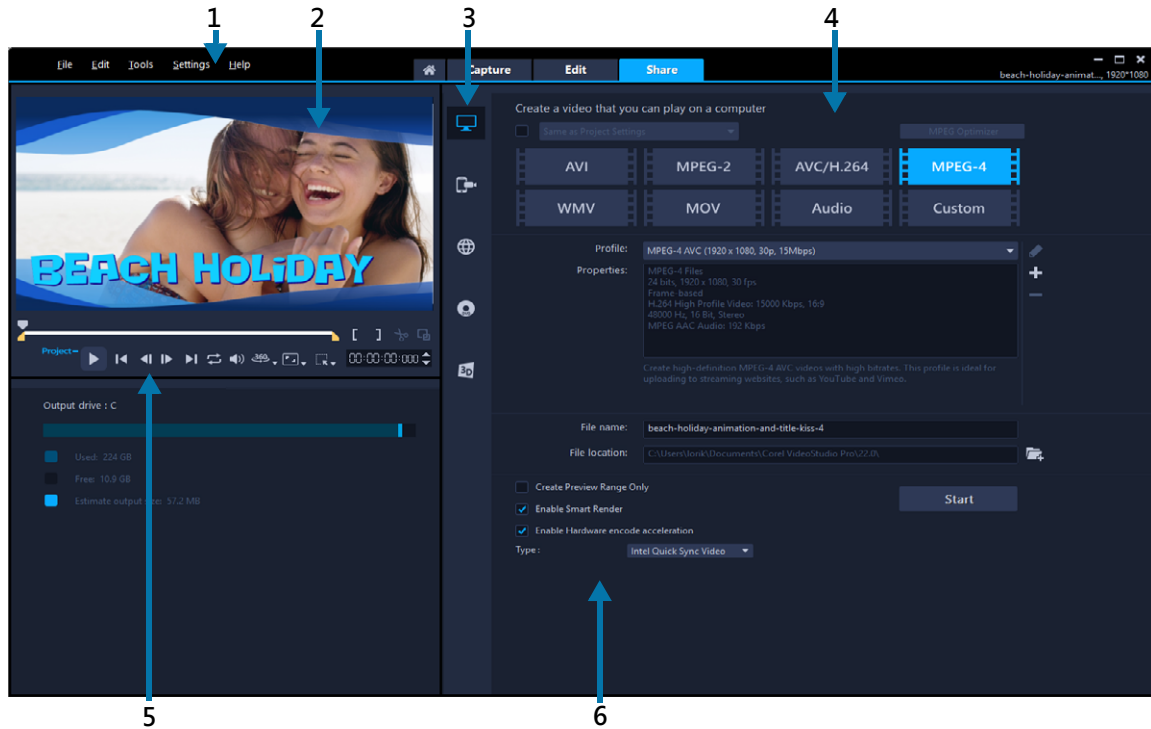 1 2 3 4
File Edit Tools Settings Help
Capture Edit Share
beach-holiday-animat..., 1920*1080
Create a video that you can play on a computer
Same as Project Settings
MPEG Optimizer
AVI MPEG-2 AVC/H.264 MPEG-4
WMV MOV Audio Custom
BEACH HOLIDAY
Profile: MPEG-4 AVC (1920 x 1080, 30p, 15Mbps)
Properties: MPEG-4 Files
24 bits, 1920 x 1080, 30 fps
Frame-based
H.264 High Profile Video: 15000 Kbps, 16:9
48000 Hz, 16 Bit, Stereo
MPEG AAC Audio: 192 Kbps
Create high-definition MPEG-4 AVC videos with high bitrates. This profile is ideal for
uploading to streaming websites, such as YouTube and Vimeo.
Project
360
00:00:00:000
3D
Output drive : C
Used: 224 GB
Free: 10.9 GB
Estimate output size: 57.2 MB
File name: beach-holiday-animation-and-title-kiss-4
File location: C:\Users\Jonk\Documents\Corel VideoStudio Pro\22.0\
Create Preview Range Only
Enable Smart Render
Start
Enable Hardware encode acceleration
Type: Intel Quick Sync Video
5 6